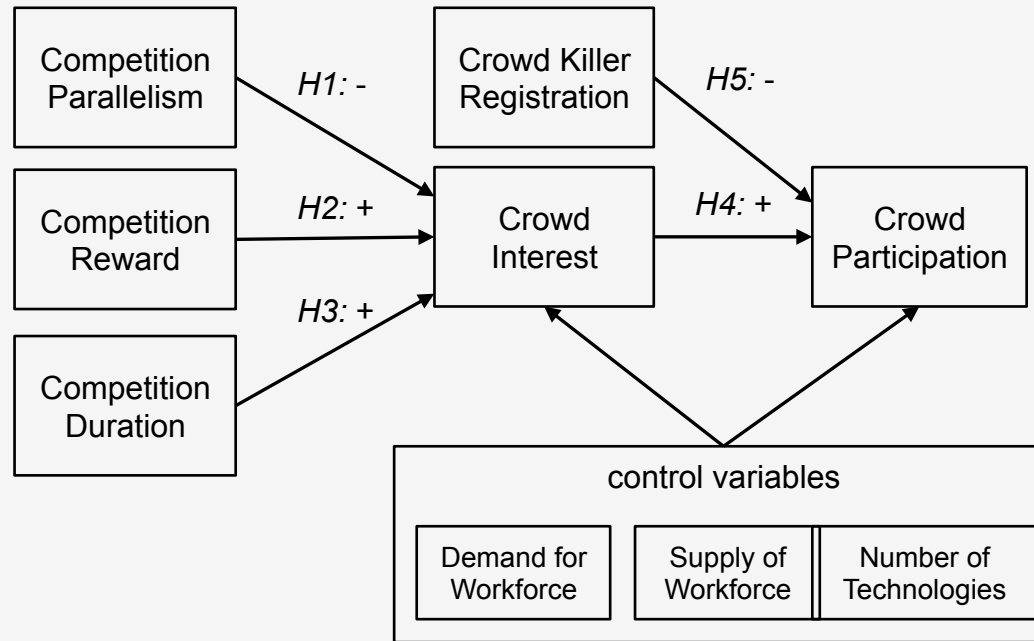 Competition
Parallelism
H1: -
Crowd Killer
Registration
H5: -
Competition
Reward
H2: +
Crowd
Interest
H4: +
Crowd
Participation
H3: +
Competition
Duration
control variables
Demand for
Workforce
Supply of
Workforce
Number of
Technologies